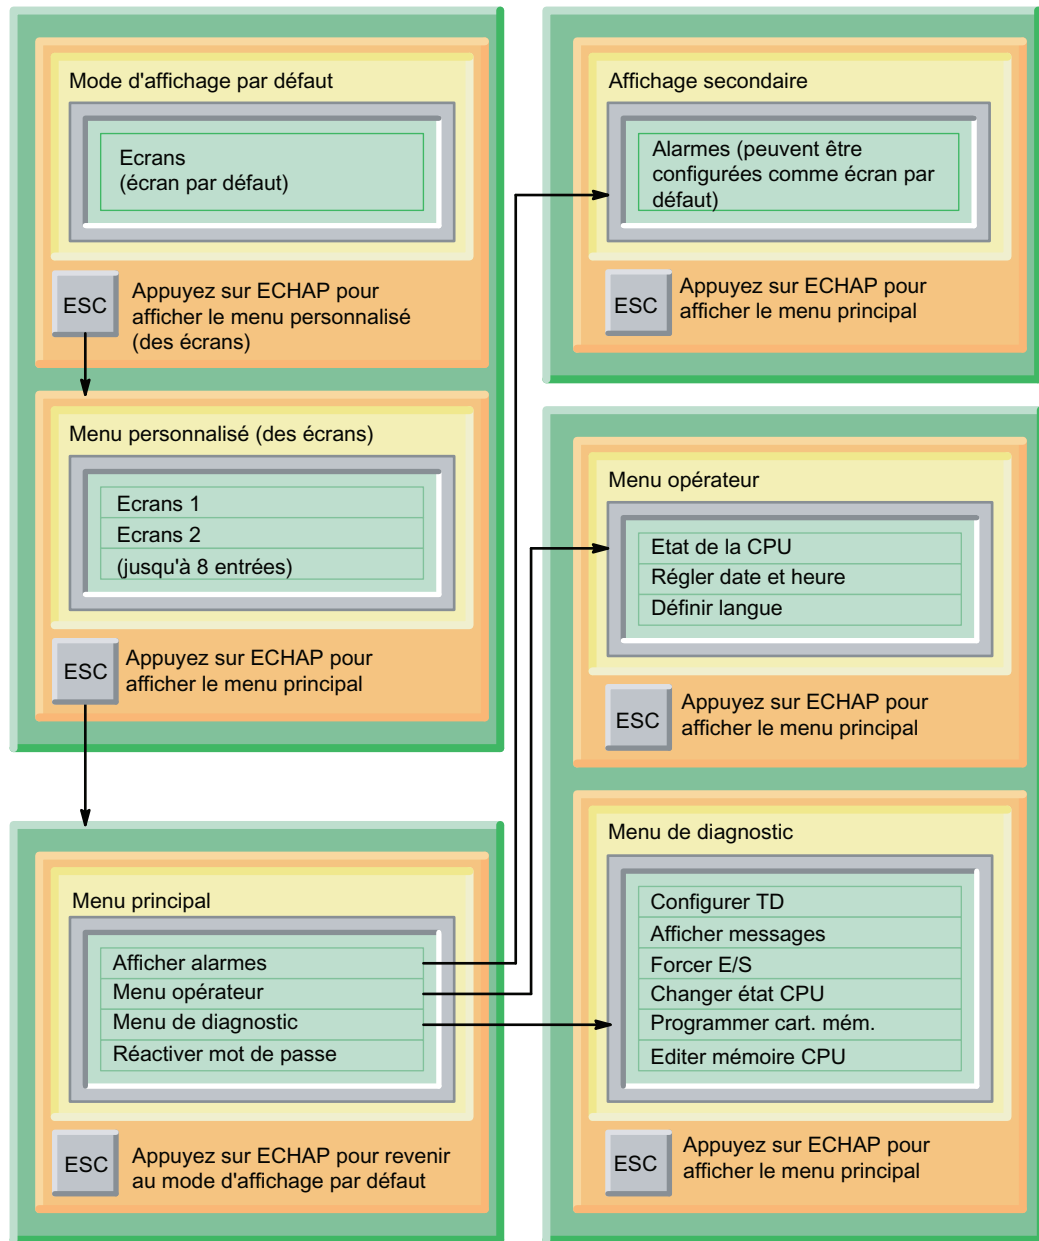 Mode d'affichage par défaut
Ecrans
(écran par défaut)
ESC
Appuyez sur ECHAP pour
afficher le menu personnalisé
(des écrans)
Menu personnalisé (des écrans)
Ecrans 1
Ecrans 2
(jusqu'à 8 entrées)
ESC
Appuyez sur ECHAP pour
afficher le menu principal
Menu principal
Afficher alarmes
Menu opérateur
Menu de diagnostic
Réactiver mot de passe
ESC
Appuyez sur ECHAP pour revenir
au mode d'affichage par défaut
Affichage secondaire
Alarmes (peuvent être
configurées comme écran par
défaut)
ESC
Appuyez sur ECHAP pour
afficher le menu principal
Menu opérateur
Etat de la CPU
Régler date et heure
Définir langue
ESC
Appuyez sur ECHAP pour
afficher le menu principal
Menu de diagnostic
Configurer TD
Afficher messages
Forcer E/S
Changer état CPU
Programmer cart. mém.
Editer mémoire CPU
ESC
Appuyez sur ECHAP pour
afficher le menu principal